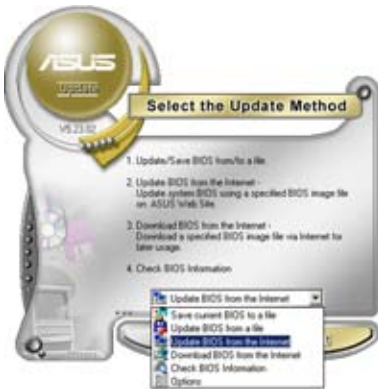 ASUS
Update
V5.23.02
Select the Update Method
1. Update/Save BIOS from/to a file.
2. Update BIOS from the Internet -
Update system BIOS using a specified BIOS image file
on ASUS Web Site.
3. Download BIOS from the Internet -
Download a specified BIOS image file via Internet for
later usage.
4. Check BIOS Information
Update BIOS from the Internet
Save current BIOS to a file
Update BIOS from a file
Update BIOS from the Internet
Download BIOS from the Internet
Check BIOS Information
Options